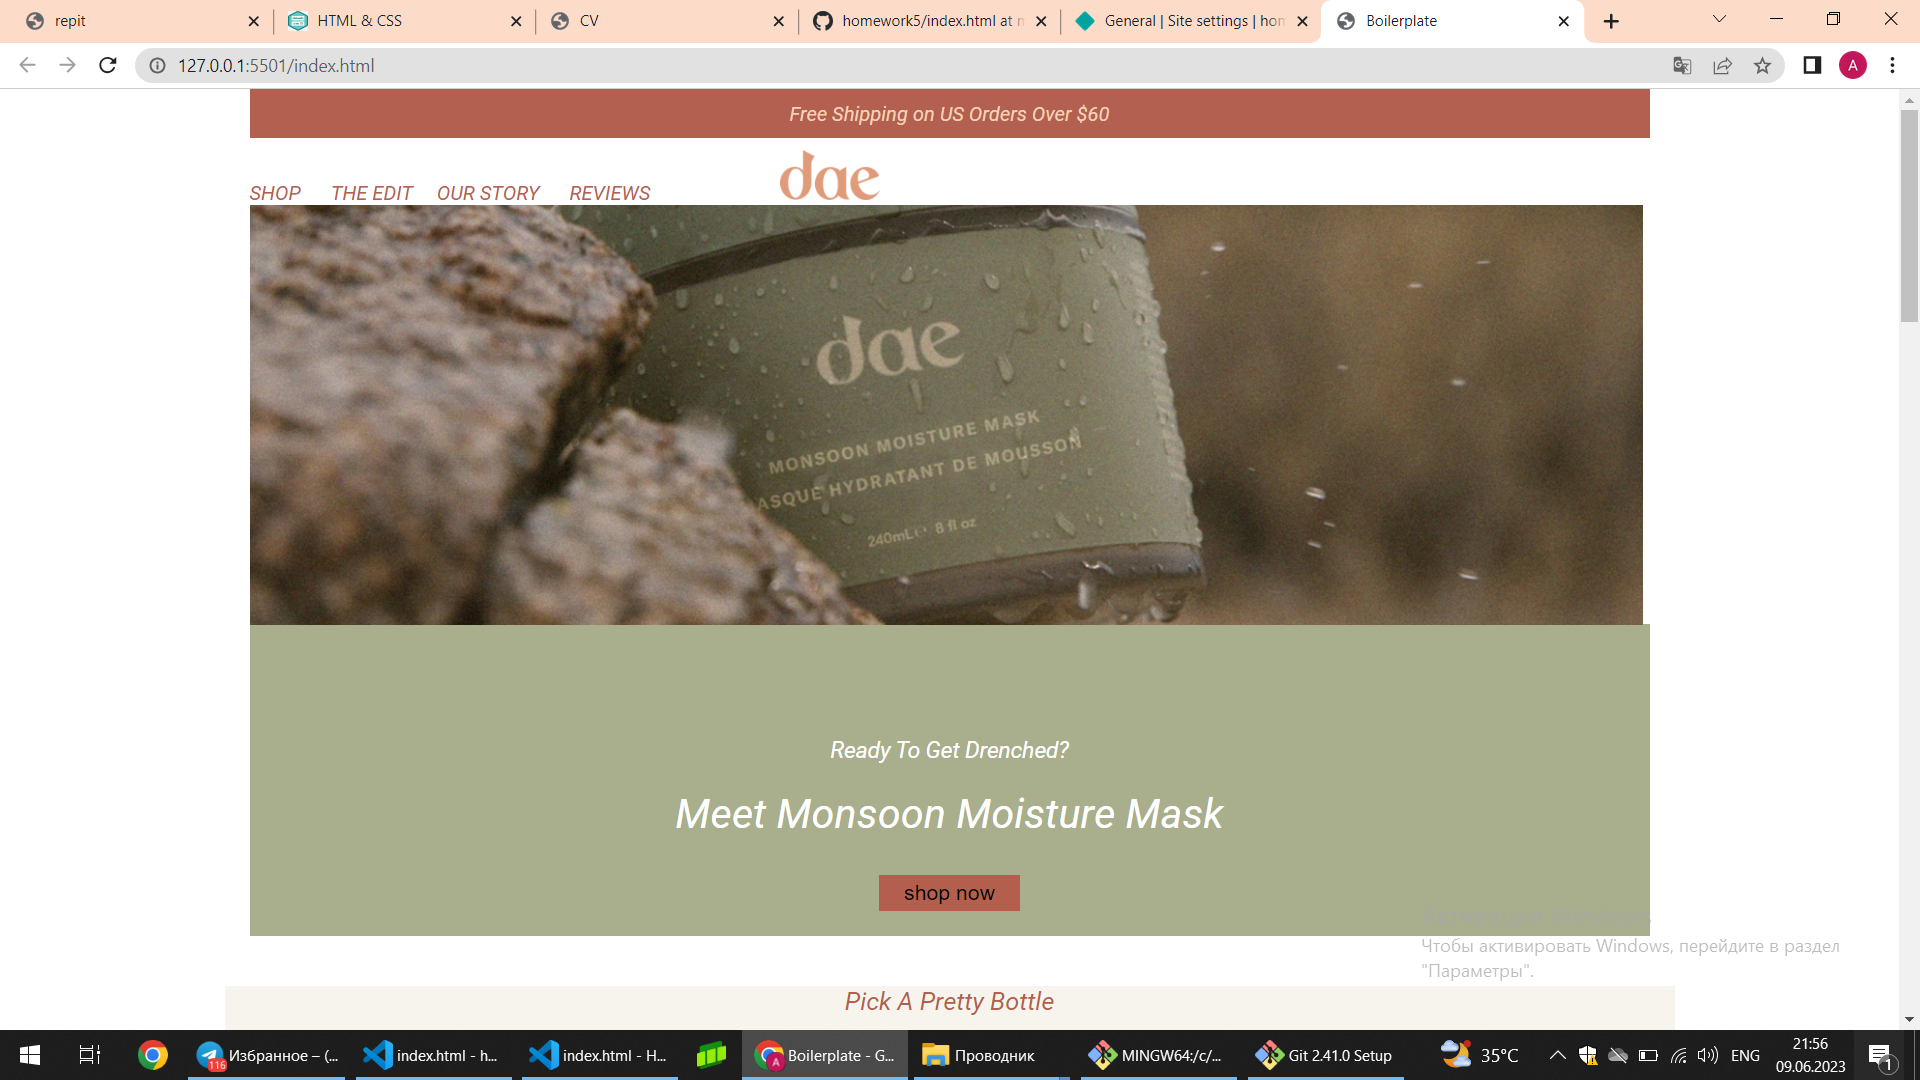 repit
HTML & CSS
CV
homework5/index.html at m
General | Site settings | hom
Boilerplate
127.0.0.1:5501/index.html
A
Free Shipping on US Orders Over $60
dae
SHOP THE EDIT OUR STORY REVIEWS
dae
MONSOON MOISTURE MASK
ASQUE HYDRATANT DE MOUSSON
240mL℮ 8 fl oz
Ready To Get Drenched?
Meet Monsoon Moisture Mask
shop now
Чтобы активировать Windows, перейдите в раздел
"Параметры".
Pick A Pretty Bottle
116
Избранное – (...
index.html - h...
index.html - H...
A
Boilerplate - G...
Проводник
MINGW64:/c/...
Git 2.41.0 Setup
35°C
ENG
21:56
09.06.2023
1